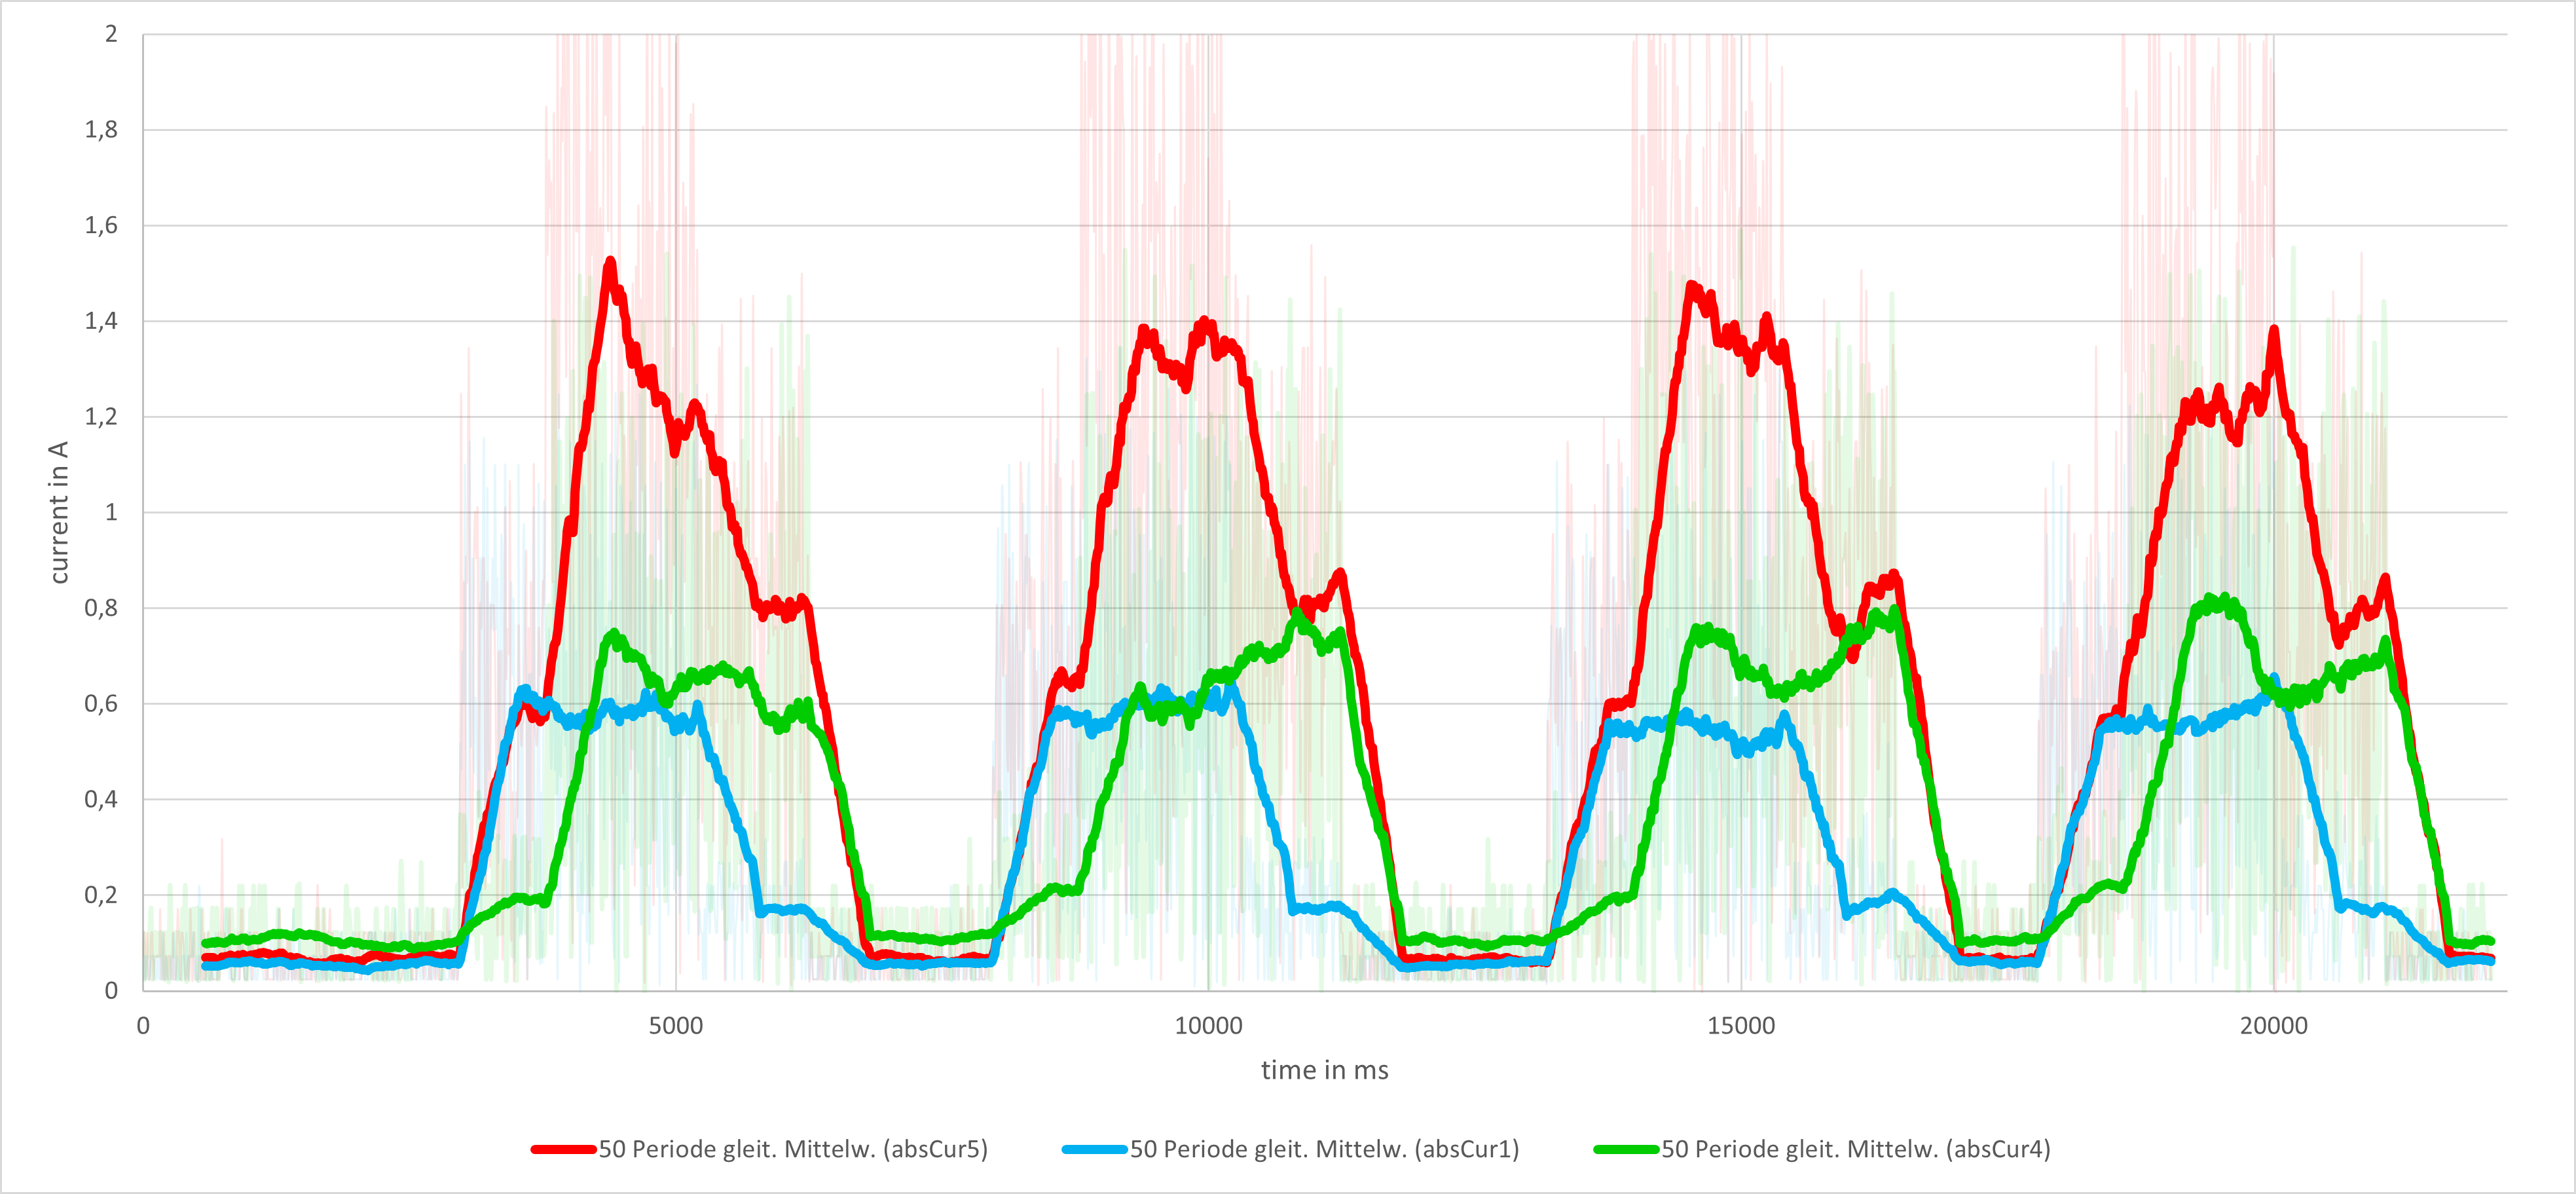 2
1,8
1,6
1,4
1,2
1
0,8
0,6
0,4
0,2
0
current in A
0 5000 10000 15000 20000
time in ms
50 Periode gleit. Mittelw. (absCur5) 50 Periode gleit. Mittelw. (absCur1) 50 Periode gleit. Mittelw. (absCur4)